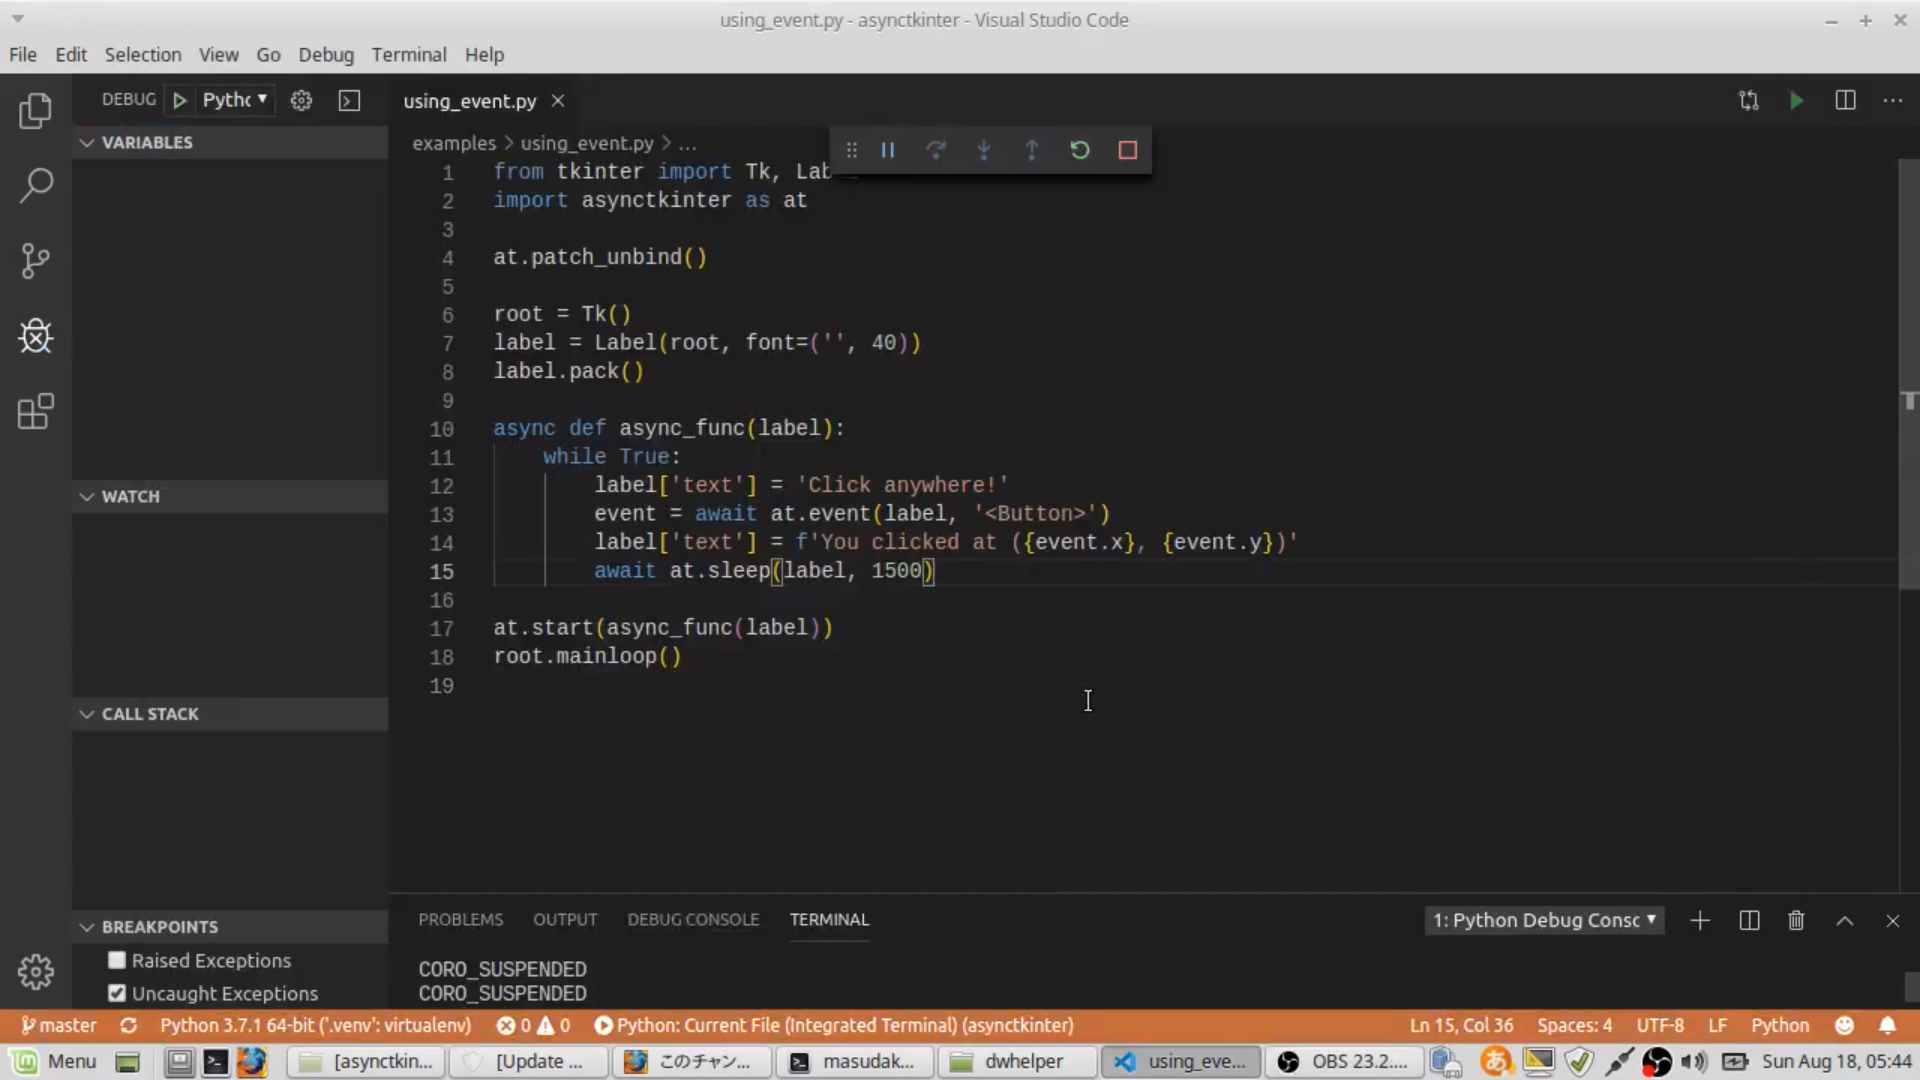 using_event.py - asynctkinter - Visual Studio Code
File Edit Selection View Go Debug Terminal Help
DEBUG Pythc
using_event.py
VARIABLES
examples > using_event.py > ...
1 from tkinter import Tk, Lab
2 import asynctkinter as at
3
4 at.patch_unbind()
5
6 root = Tk()
7 label = Label(root, font=('', 40))
8 label.pack()
9
10 async def async_func(label):
11 while True:
12 label['text'] = 'Click anywhere!'
13 event = await at.event(label, '<Button>')
14 label['text'] = f'You clicked at ({event.x}, {event.y})'
15 await at.sleep(label, 1500)
16
17 at.start(async_func(label))
18 root.mainloop()
19
WATCH
CALL STACK
BREAKPOINTS
Raised Exceptions
Uncaught Exceptions
PROBLEMS OUTPUT DEBUG CONSOLE TERMINAL
1: Python Debug Consc
CORO_SUSPENDED
CORO_SUSPENDED
master Python 3.7.1 64-bit ('.venv': virtualenv) 0 0 Python: Current File (Integrated Terminal) (asynctkinter) Ln 15, Col 36 Spaces: 4 UTF-8 LF Python
Menu [asynctkin... [Update ... このチャン... masudak... dwhelper using_eve... OBS 23.2.... あ Sun Aug 18, 05:44